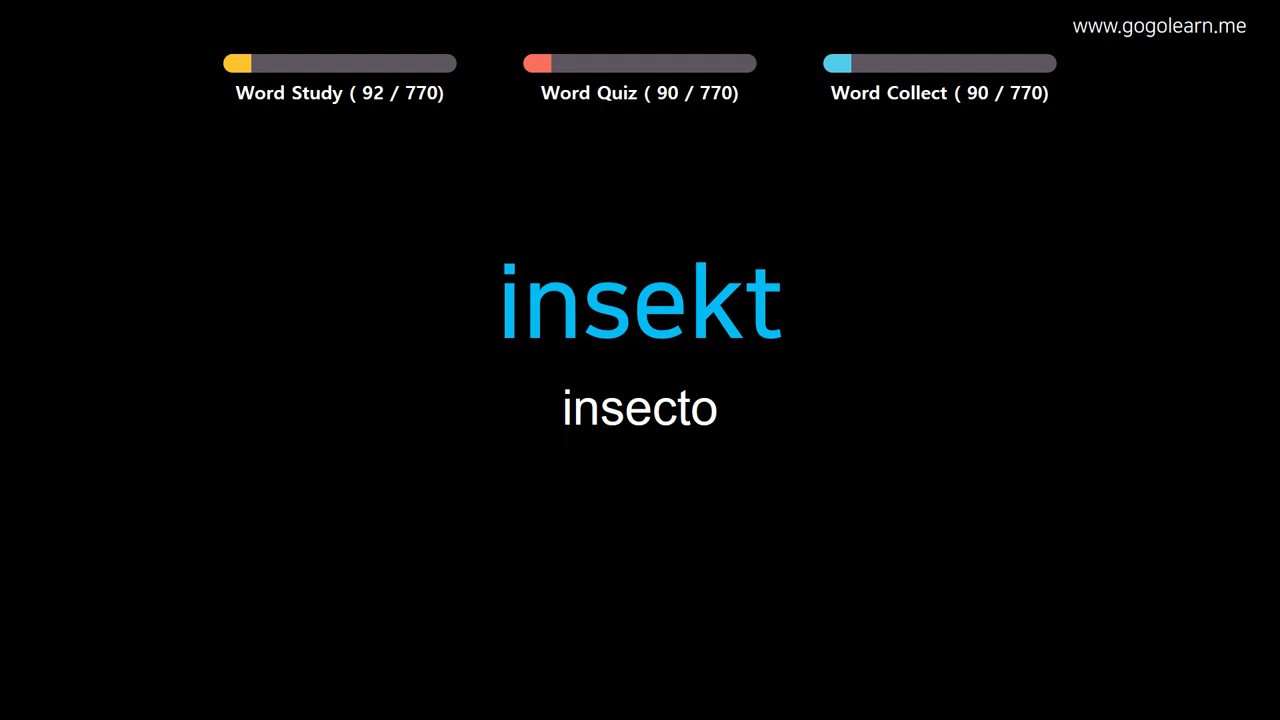 www.gogolearn.me
Word Study ( 92 / 770)
Word Quiz ( 90 / 770)
Word Collect ( 90 / 770)
insekt
insecto